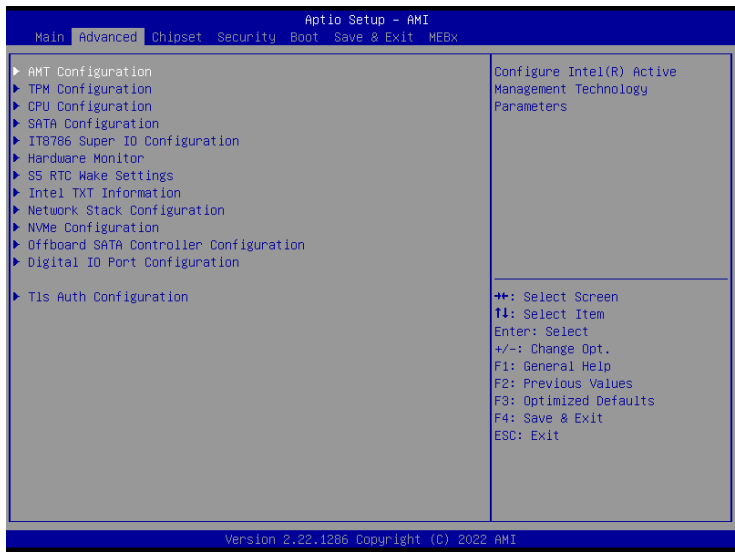 Aptio Setup - AMI
Main Advanced Chipset Security Boot Save & Exit MEBx
AMT Configuration
TPM Configuration
CPU Configuration
SATA Configuration
IT8786 Super IO Configuration
Hardware Monitor
S5 RTC Wake Settings
Intel TXT Information
Network Stack Configuration
NVMe Configuration
Offboard SATA Controller Configuration
Digital IO Port Configuration
Tls Auth Configuration
Configure Intel(R) Active
Management Technology
Parameters
→←: Select Screen
↑↓: Select Item
Enter: Select
+/-: Change Opt.
F1: General Help
F2: Previous Values
F3: Optimized Defaults
F4: Save & Exit
ESC: Exit
Version 2.22.1286 Copyright (C) 2022 AMI